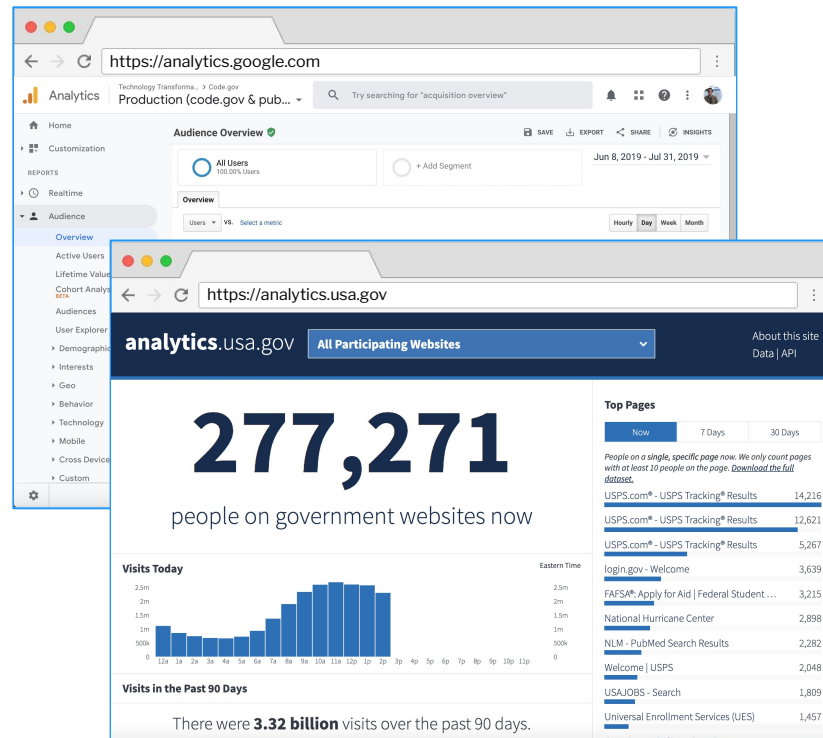 https://analytics.google.com
Analytics
Technology Transforma... > Code.gov
Production (code.gov & pub...
Try searching for "acquisition overview"
Home
Customization
REPORTS
Realtime
Audience
Overview
Active Users
Lifetime Value
Cohort Analys
BETA
Audiences
User Explorer
Demographic
Interests
Geo
Behavior
Technology
Mobile
Cross Device
Custom
Audience Overview
SAVE
EXPORT
SHARE
INSIGHTS
All Users
100.00% Users
+ Add Segment
Jun 8, 2019 - Jul 31, 2019
Overview
Users
VS.
Select a metric
Hourly
Day
Week
Month
https://analytics.usa.gov
analytics.usa.gov
All Participating Websites
About this site
Data | API
277,271
people on government websites now
Visits Today
Eastern Time
2.5m
2m
1.5m
1m
500k
0
2.5m
2m
1.5m
1m
500k
0
12a 1a 2a 3a 4a 5a 6a 7a 8a 9a 10a 11a 12p 1p 2p 3p 4p 5p 6p 7p 8p 9p 10p 11p
Visits in the Past 90 Days
There were 3.32 billion visits over the past 90 days.
Top Pages
Now
7 Days
30 Days
People on a single, specific page now. We only count pages
with at least 10 people on the page. Download the full
dataset.
USPS.com® - USPS Tracking® Results 14,216
USPS.com® - USPS Tracking® Results 12,621
USPS.com® - USPS Tracking® Results 5,267
login.gov - Welcome 3,639
FAFSA®: Apply for Aid | Federal Student ... 3,215
National Hurricane Center 2,898
NLM - PubMed Search Results 2,282
Welcome | USPS 2,048
USAJOBS - Search 1,809
Universal Enrollment Services (UES) 1,457